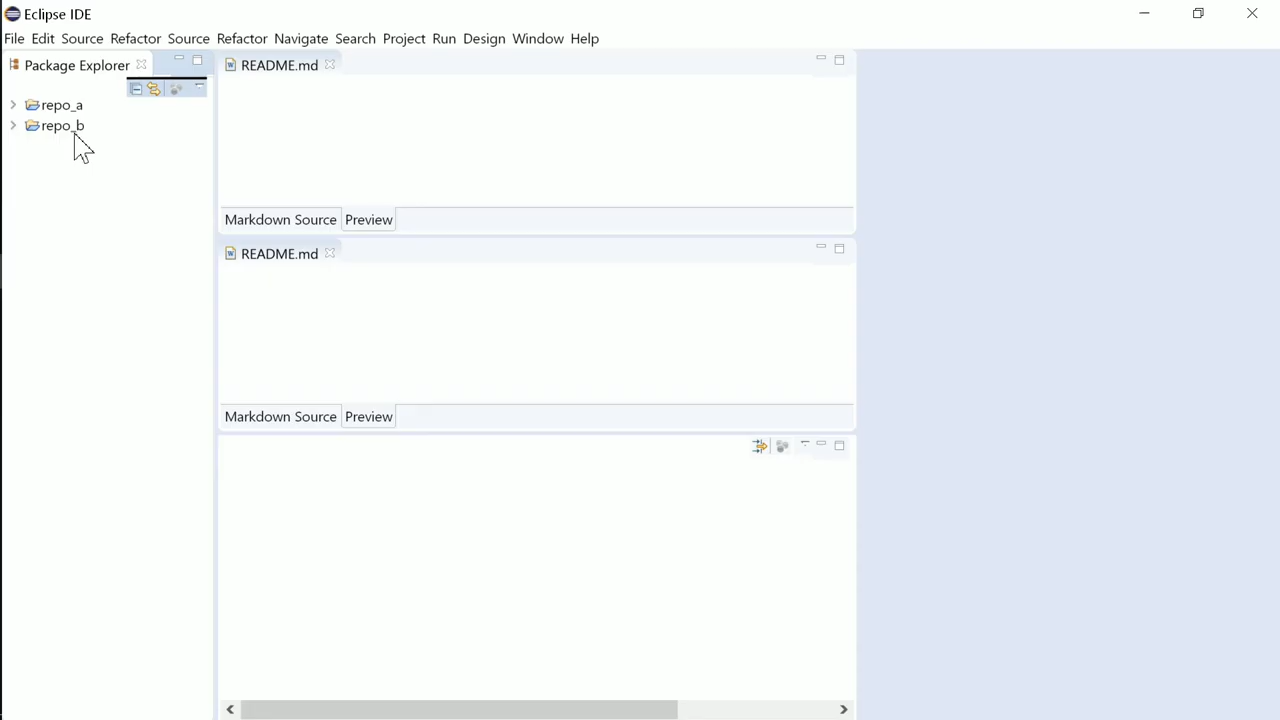 Eclipse IDE
File Edit Source Refactor Source Refactor Navigate Search Project Run Design Window Help
Package Explorer
repo_a
repo_b
README.md
Markdown Source Preview
README.md
Markdown Source Preview